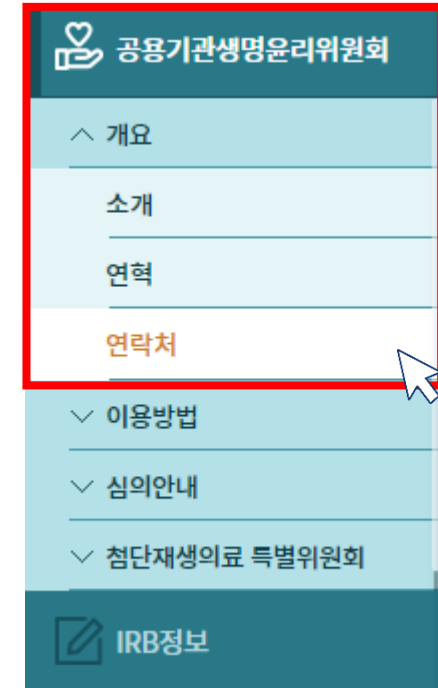 공용기관생명윤리위원회
개요
소개
연혁
연락처
이용방법
심의안내
첨단재생의료 특별위원회
IRB정보